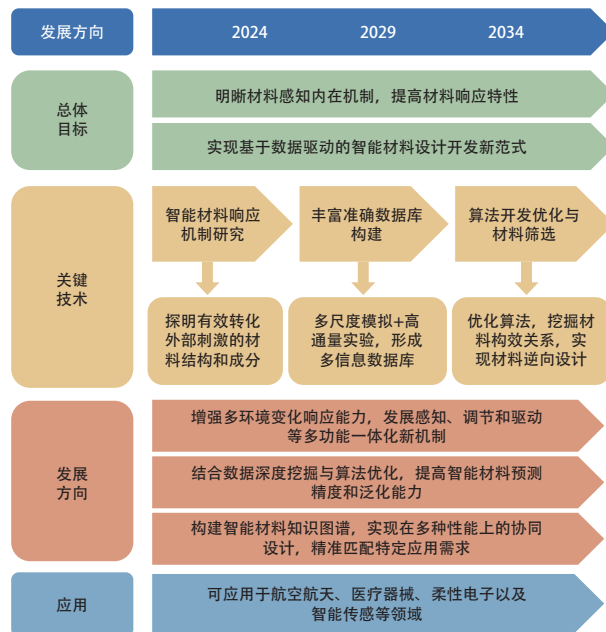 发展方向
2024 2029 2034
总体
目标
明晰材料感知内在机制，提高材料响应特性
实现基于数据驱动的智能材料设计开发新范式
关键
技术
智能材料响应
机制研究
丰富准确数据库
构建
算法开发优化与
材料筛选
探明有效转化
外部刺激的材
料结构和成分
多尺度模拟+高
通量实验，形成
多信息数据库
优化算法，挖掘材
料构效关系，实
现材料逆向设计
发展
方向
增强多环境变化响应能力，发展感知、调节和驱动
等多功能一体化新机制
结合数据深度挖掘与算法优化，提高智能材料预测
精度和泛化能力
构建智能材料知识图谱，实现在多种性能上的协同
设计，精准匹配特定应用需求
应用
可应用于航空航天、医疗器械、柔性电子以及
智能传感等领域